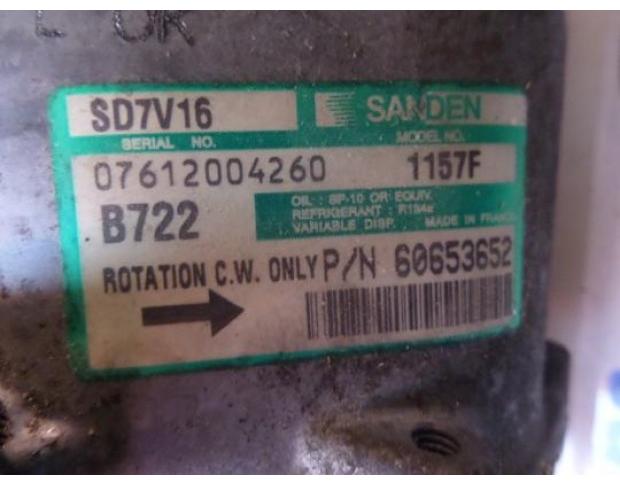 L OK
SD7V16 SANDEN
SERIAL NO. MODEL NO.
07612004260 1157F
B722
OIL : SP-10 OR EQUIV.
REFRIGERANT : R134a
VARIABLE DISP. MADE IN FRANCE
ROTATION C.W. ONLY P/N 60653652